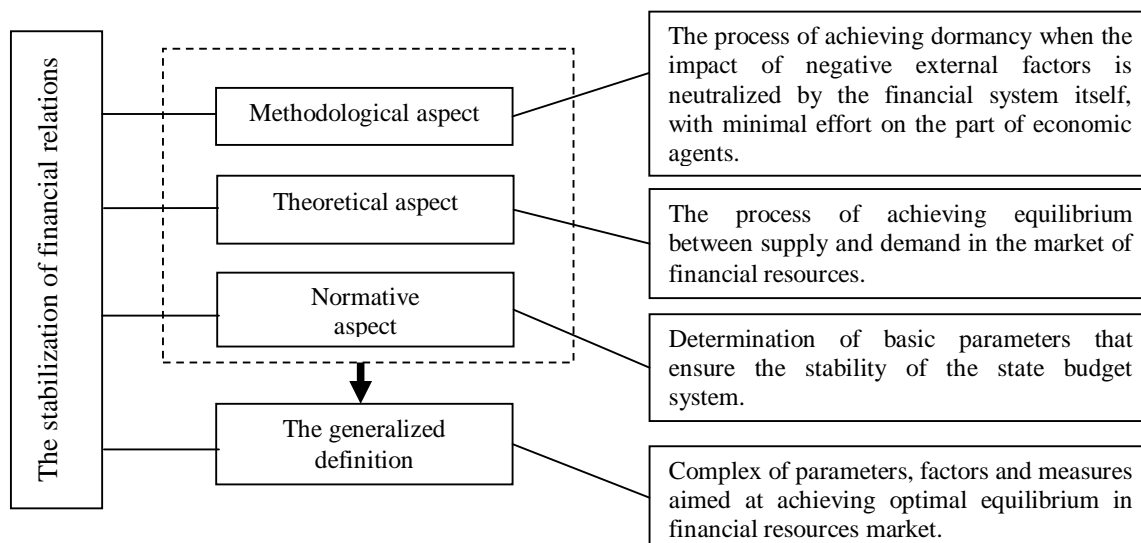 The stabilization of financial relations
Methodological aspect
The process of achieving dormancy when the
impact of negative external factors is
neutralized by the financial system itself,
with minimal effort on the part of economic
agents.
Theoretical aspect
The process of achieving equilibrium
between supply and demand in the market of
financial resources.
Normative
aspect
Determination of basic parameters that
ensure the stability of the state budget
system.
The generalized
definition
Complex of parameters, factors and measures
aimed at achieving optimal equilibrium in
financial resources market.